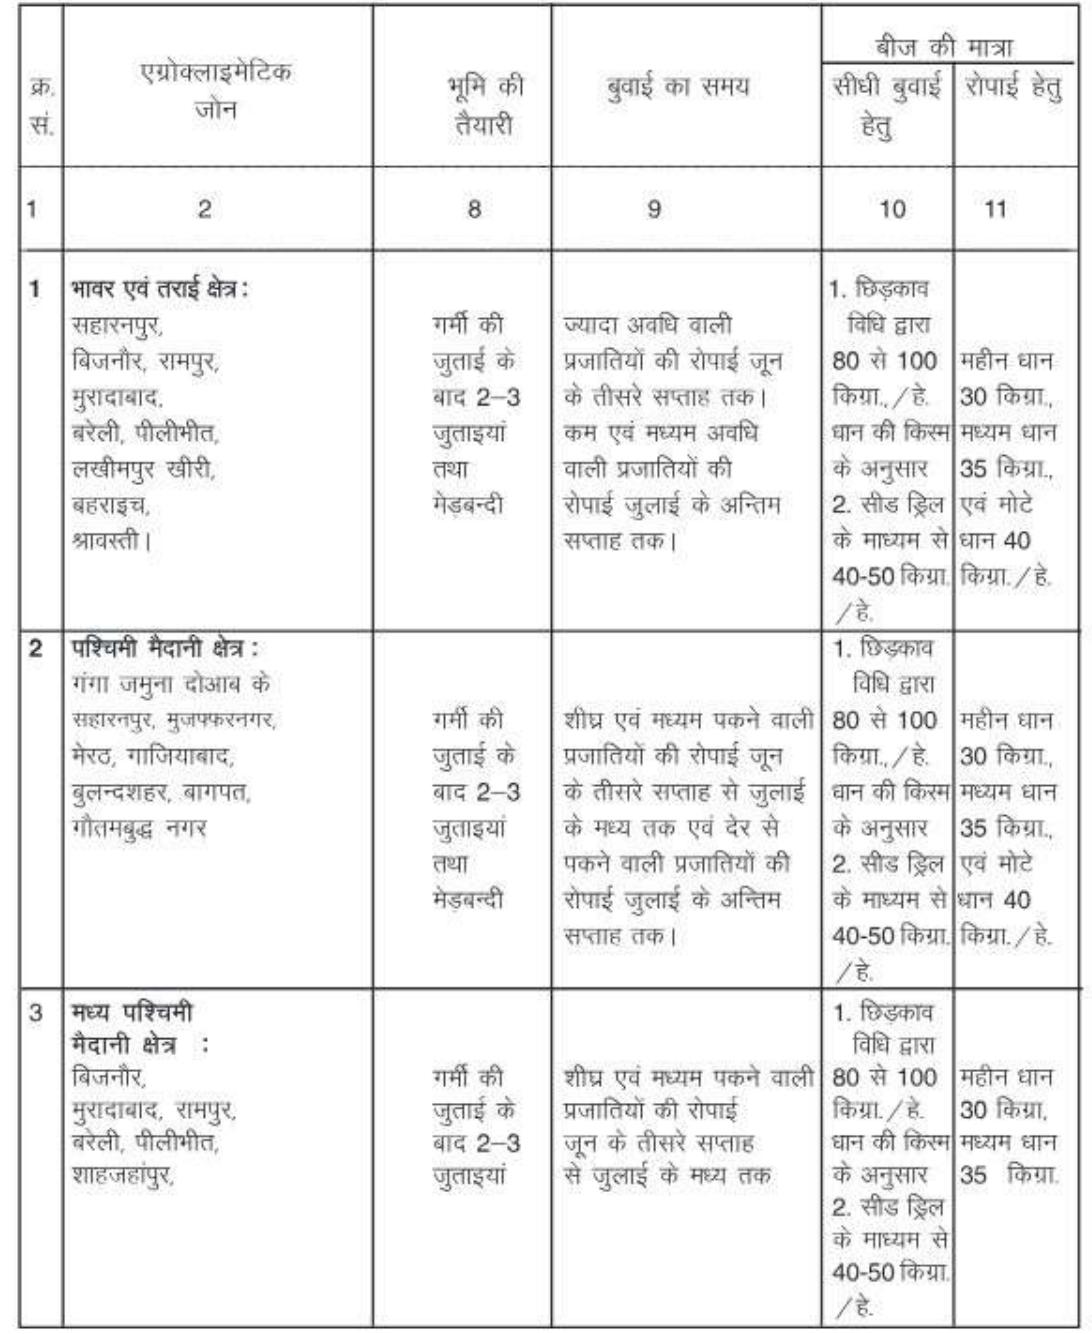 क्र. सं.
एग्रोक्लाइमेटिक जोन
भूमि की तैयारी
बुवाई का समय
बीज की मात्रा
सीधी बुवाई हेतु
रोपाई हेतु
1 2 8 9 10 11
1
भावर एवं तराई क्षेत्र :
सहारनपुर,
बिजनौर, रामपुर,
मुरादाबाद,
बरेली, पीलीभीत,
लखीमपुर खीरी,
बहराइच,
श्रावस्ती।
गर्मी की
जुताई के
बाद 2–3
जुताइयां
तथा
मेड़बन्दी
ज्यादा अवधि वाली
प्रजातियों की रोपाई जून
के तीसरे सप्ताह तक।
कम एवं मध्यम अवधि
वाली प्रजातियों की
रोपाई जुलाई के अन्तिम
सप्ताह तक।
1. छिड़काव
विधि द्वारा
80 से 100
किग्रा., / हे.
धान की किस्म
के अनुसार
2. सीड ड्रिल
के माध्यम से
40-50 किग्रा.
/ हे.
महीन धान
30 किग्रा.,
मध्यम धान
35 किग्रा.,
एवं मोटे
धान 40
किग्रा. / हे.
2
पश्चिमी मैदानी क्षेत्र :
गंगा जमुना दोआब के
सहारनपुर, मुजफ्फरनगर,
मेरठ, गाजियाबाद,
बुलन्दशहर, बागपत,
गौतमबुद्ध नगर
गर्मी की
जुताई के
बाद 2–3
जुताइयां
तथा
मेड़बन्दी
शीघ्र एवं मध्यम पकने वाली
प्रजातियों की रोपाई जून
के तीसरे सप्ताह से जुलाई
के मध्य तक एवं देर से
पकने वाली प्रजातियों की
रोपाई जुलाई के अन्तिम
सप्ताह तक।
1. छिड़काव
विधि द्वारा
80 से 100
किग्रा., / हे.
धान की किस्म
के अनुसार
2. सीड ड्रिल
के माध्यम से
40-50 किग्रा.
/ हे.
महीन धान
30 किग्रा.,
मध्यम धान
35 किग्रा.,
एवं मोटे
धान 40
किग्रा. / हे.
3
मध्य पश्चिमी
मैदानी क्षेत्र :
बिजनौर,
मुरादाबाद, रामपुर,
बरेली, पीलीभीत,
शाहजहांपुर,
गर्मी की
जुताई के
बाद 2–3
जुताइयां
शीघ्र एवं मध्यम पकने वाली
प्रजातियों की रोपाई
जून के तीसरे सप्ताह
से जुलाई के मध्य तक
1. छिड़काव
विधि द्वारा
80 से 100
किग्रा. / हे.
धान की किस्म
के अनुसार
2. सीड ड्रिल
के माध्यम से
40-50 किग्रा.
/ हे.
महीन धान
30 किग्रा.
मध्यम धान
35 किग्रा.